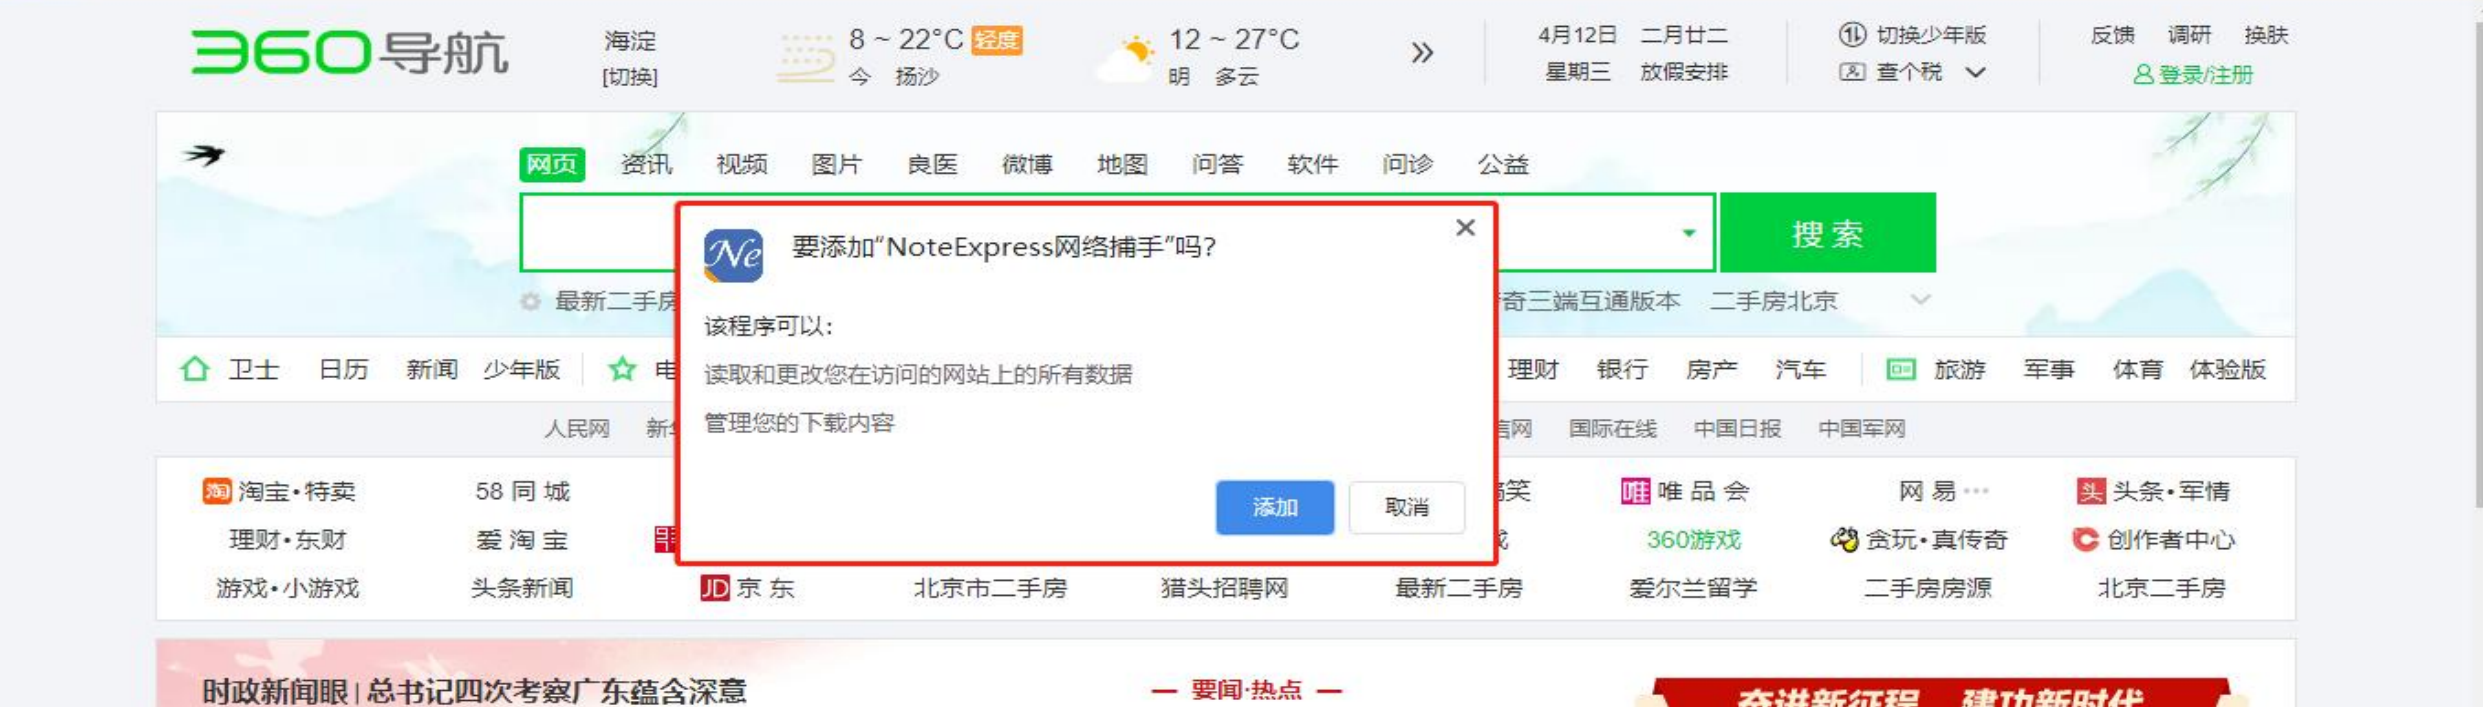 360导航
海淀
[切换]
8 ~ 22°C 轻度
今 扬沙
12 ~ 27°C
明 多云
4月12日 二月廿二
星期三 放假安排
切换少年版
查个税
反馈 调研 换肤
登录/注册
网页 资讯 视频 图片 良医 微博 地图 问答 软件 问诊 公益
搜索
Ne 要添加“NoteExpress网络捕手”吗?
该程序可以:
读取和更改您在访问的网站上的所有数据
管理您的下载内容
添加 取消
最新二手房 奇三端互通版本 二手房北京
卫士 日历 新闻 少年版 电 理财 银行 房产 汽车 旅游 军事 体育 体验版
人民网 新 网 国际在线 中国日报 中国军网
淘 淘宝•特卖 58 同 城 笑 唯 唯 品 会 网 易 头 头条•军情
理财•东财 爱 淘 宝 360游戏 贪玩•真传奇 创作者中心
游戏•小游戏 头条新闻 JD 京 东 北京市二手房 猎头招聘网 最新二手房 爱尔兰留学 二手房房源 北京二手房
时政新闻眼 | 总书记四次考察广东蕴含深意
要闻·热点
奋进新征程 建功新时代